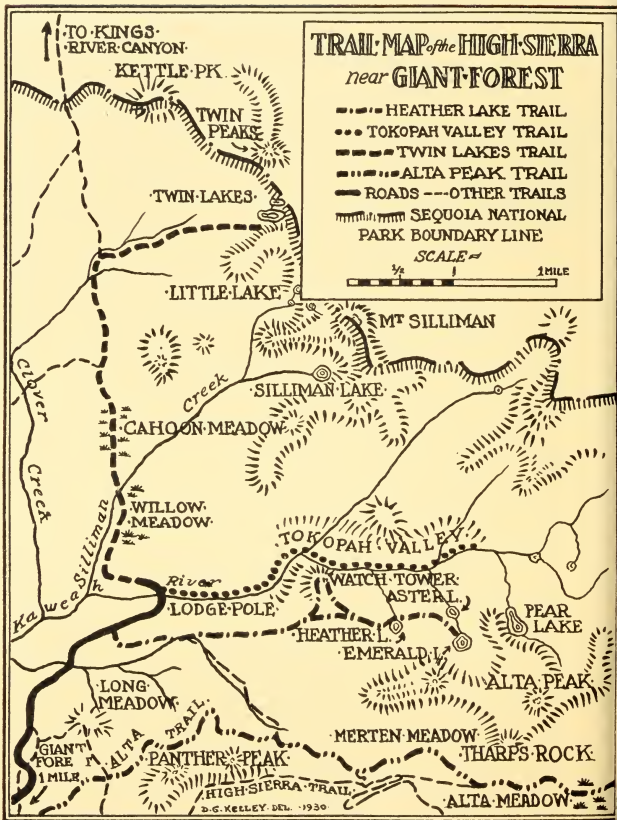 TO KINGS
RIVER CANYON
KETTLE PK.
TWIN
PEAKS
TWIN LAKES
LITTLE LAKE
TRAIL MAP of the HIGH SIERRA
near GIANT FOREST
HEATHER LAKE TRAIL
TOKOPAH VALLEY TRAIL
TWIN LAKES TRAIL
ALTA PEAK TRAIL
ROADS --- OTHER TRAILS
SEQUOIA NATIONAL
PARK BOUNDARY LINE
SCALE
1/2 1 MILE
MT SILLIMAN
SILLIMAN LAKE
Creek
Clover
Creek
CAHOON MEADOW
WILLOW
MEADOW
Silliman
TOKOPAH VALLEY
Kaweah River
LODGE POLE
WATCH TOWER
ASTER L.
HEATHER L.
EMERALD L.
PEAR
LAKE
ALTA PEAK
LONG
MEADOW
ALTA TRAIL
GIANT
FOREST
1 MILE
PANTHER PEAK
MERTEN MEADOW
THARPS ROCK
HIGH SIERRA TRAIL
D.G. KELLEY DEL. 1930
ALTA MEADOW